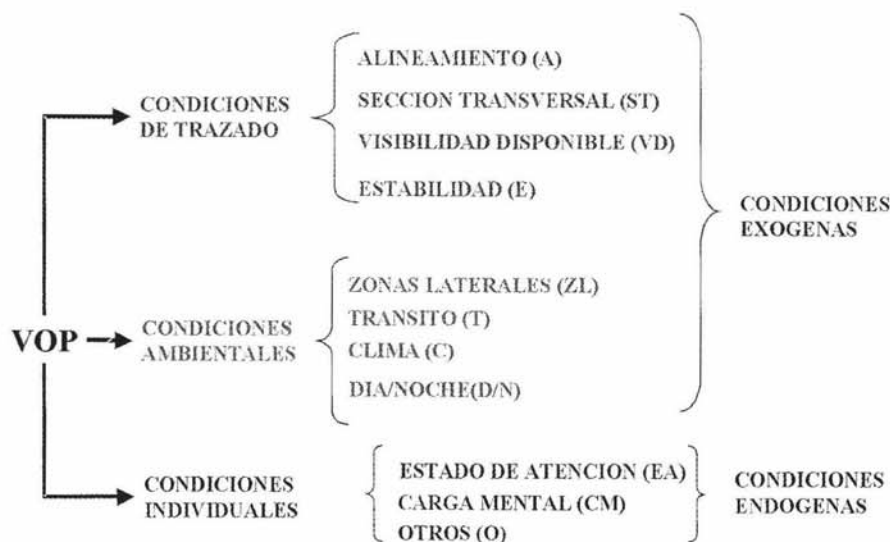 ALINEAMIENTO (A)
CONDICIONES
DE TRAZADO
SECCION TRANSVERSAL (ST)
VISIBILIDAD DISPONIBLE (VD)
ESTABILIDAD (E)
CONDICIONES
EXOGENAS
ZONAS LATERALES (ZL)
TRANSITO (T)
VOP
CONDICIONES
AMBIENTALES
CLIMA (C)
DIA/NOCHE(D/N)
CONDICIONES
INDIVIDUALES
ESTADO DE ATENCION (EA)
CARGA MENTAL (CM)
OTROS (O)
CONDICIONES
ENDOGENAS